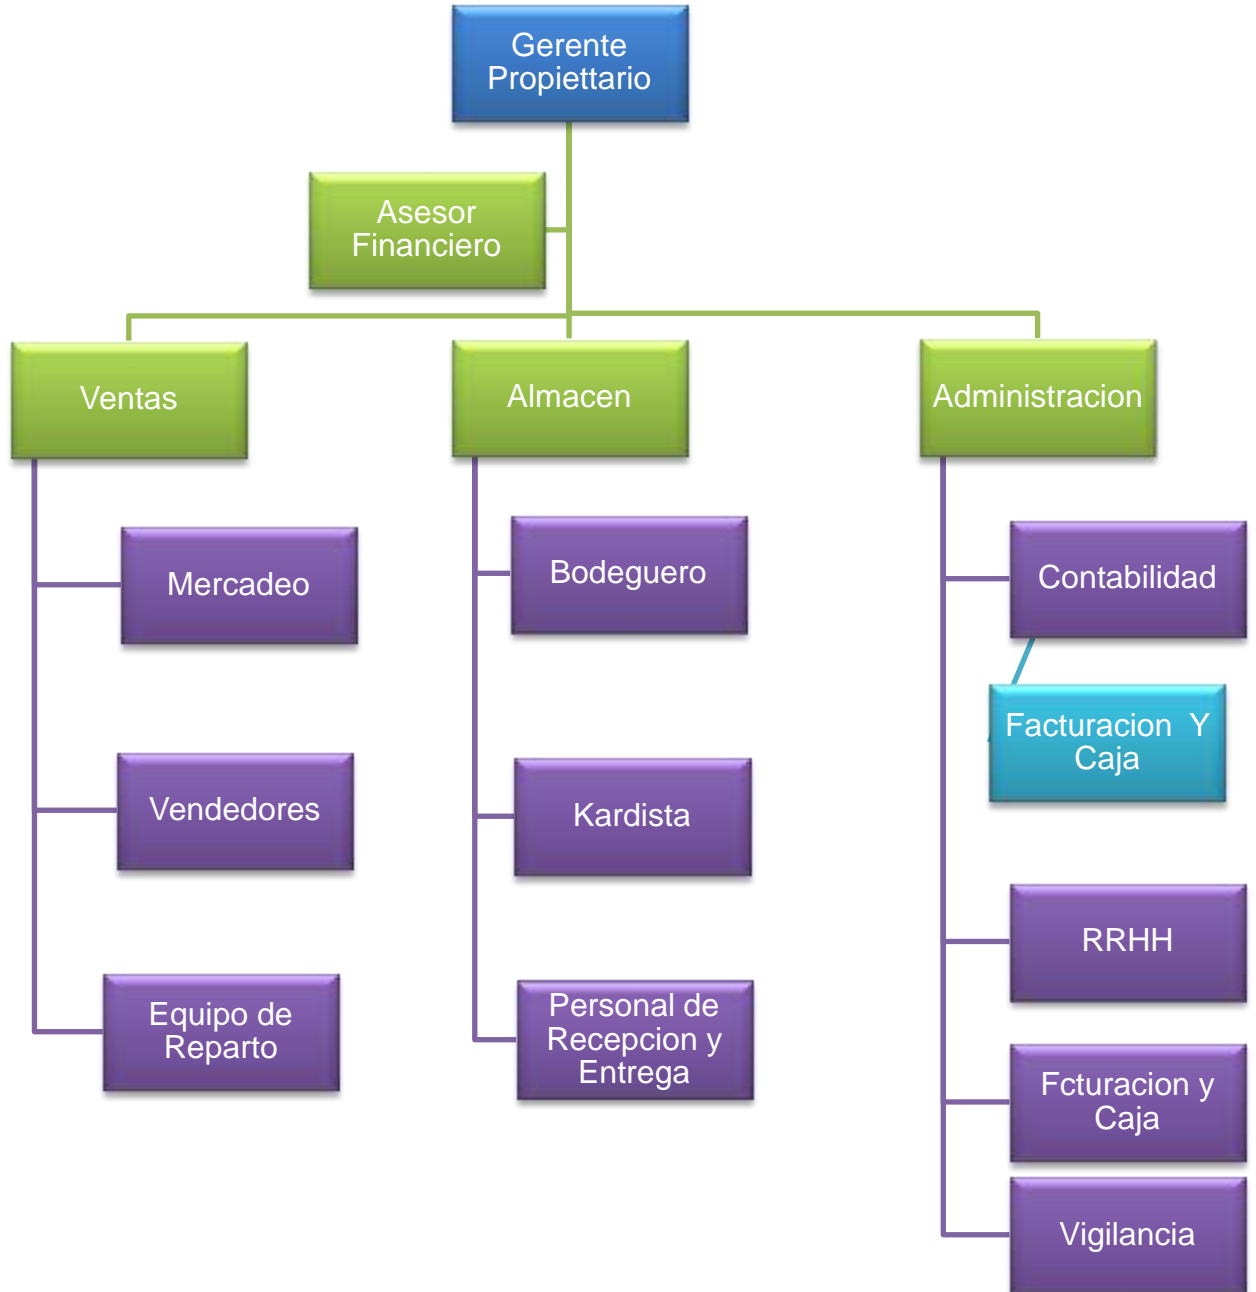 Gerente
Propiettario
Asesor
Financiero
Ventas
Almacen
Administracion
Mercadeo
Bodeguero
Contabilidad
Facturacion Y
Caja
Vendedores
Kardista
RRHH
Equipo de
Reparto
Personal de
Recepcion y
Entrega
Fcturacion y
Caja
Vigilancia